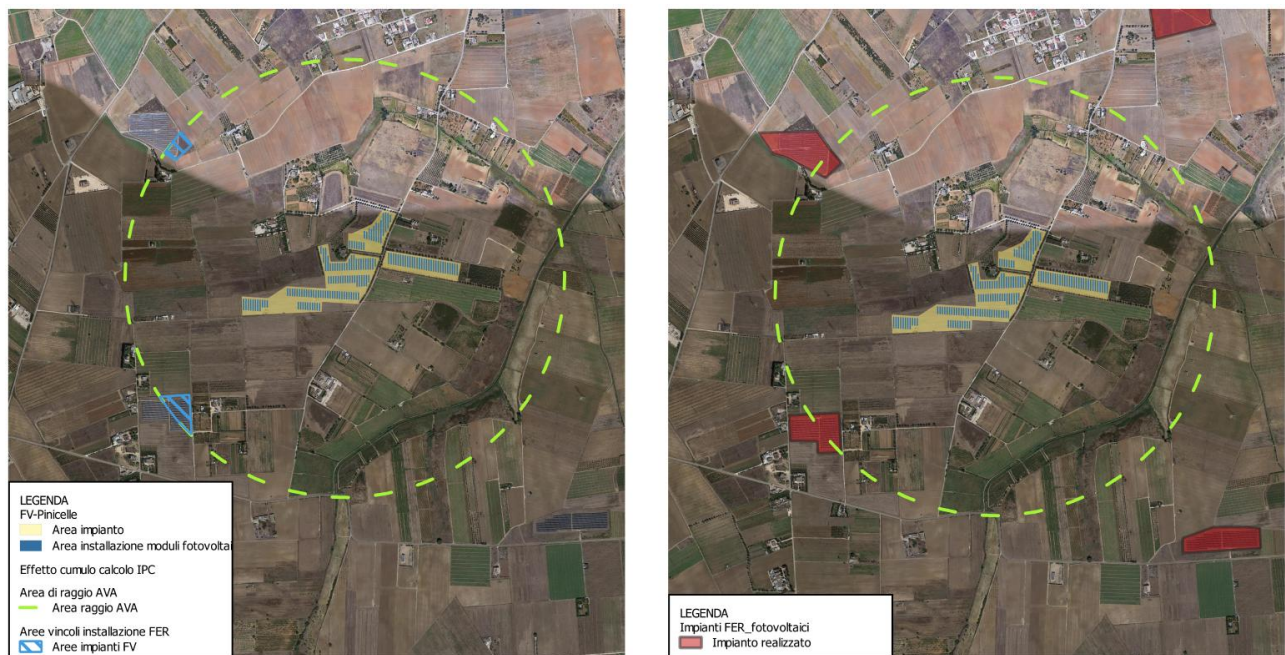 LEGENDA
FV-Pinicelle
Area impianto
Area installazione moduli fotovoltai
Effetto cumulo calcolo IPC
Area di raggio AVA
Area raggio AVA
Aree vincoli installazione FER
Aree impianti FV
LEGENDA
Impianti FER_fotovoltaici
Impianto realizzato